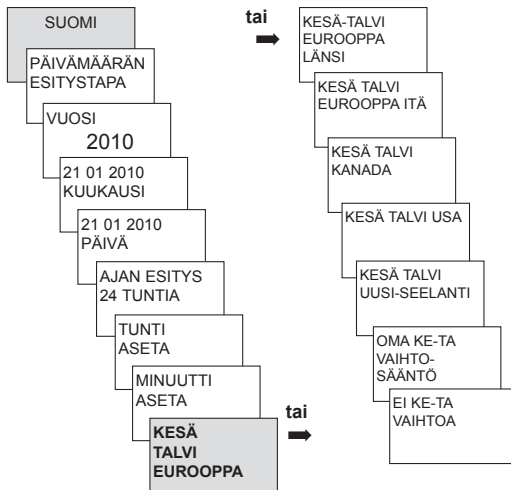 SUOMI
PÄIVÄMÄÄRÄN
ESITYSTAPA
VUOSI
2010
21 01 2010
KUUKAUSI
21 01 2010
PÄIVÄ
AJAN ESITYS
24 TUNTIA
TUNTI
ASETA
MINUUTTI
ASETA
KESÄ
TALVI
EUROOPPA
tai
tai
KESÄ-TALVI
EUROOPPA
LÄNSI
KESÄ TALVI
EUROOPPA ITÄ
KESÄ TALVI
KANADA
KESÄ TALVI USA
KESÄ TALVI
UUSI-SEELANTI
OMA KE-TA
VAIHTO-
SÄÄNTÖ
EI KE-TA
VAIHTOA